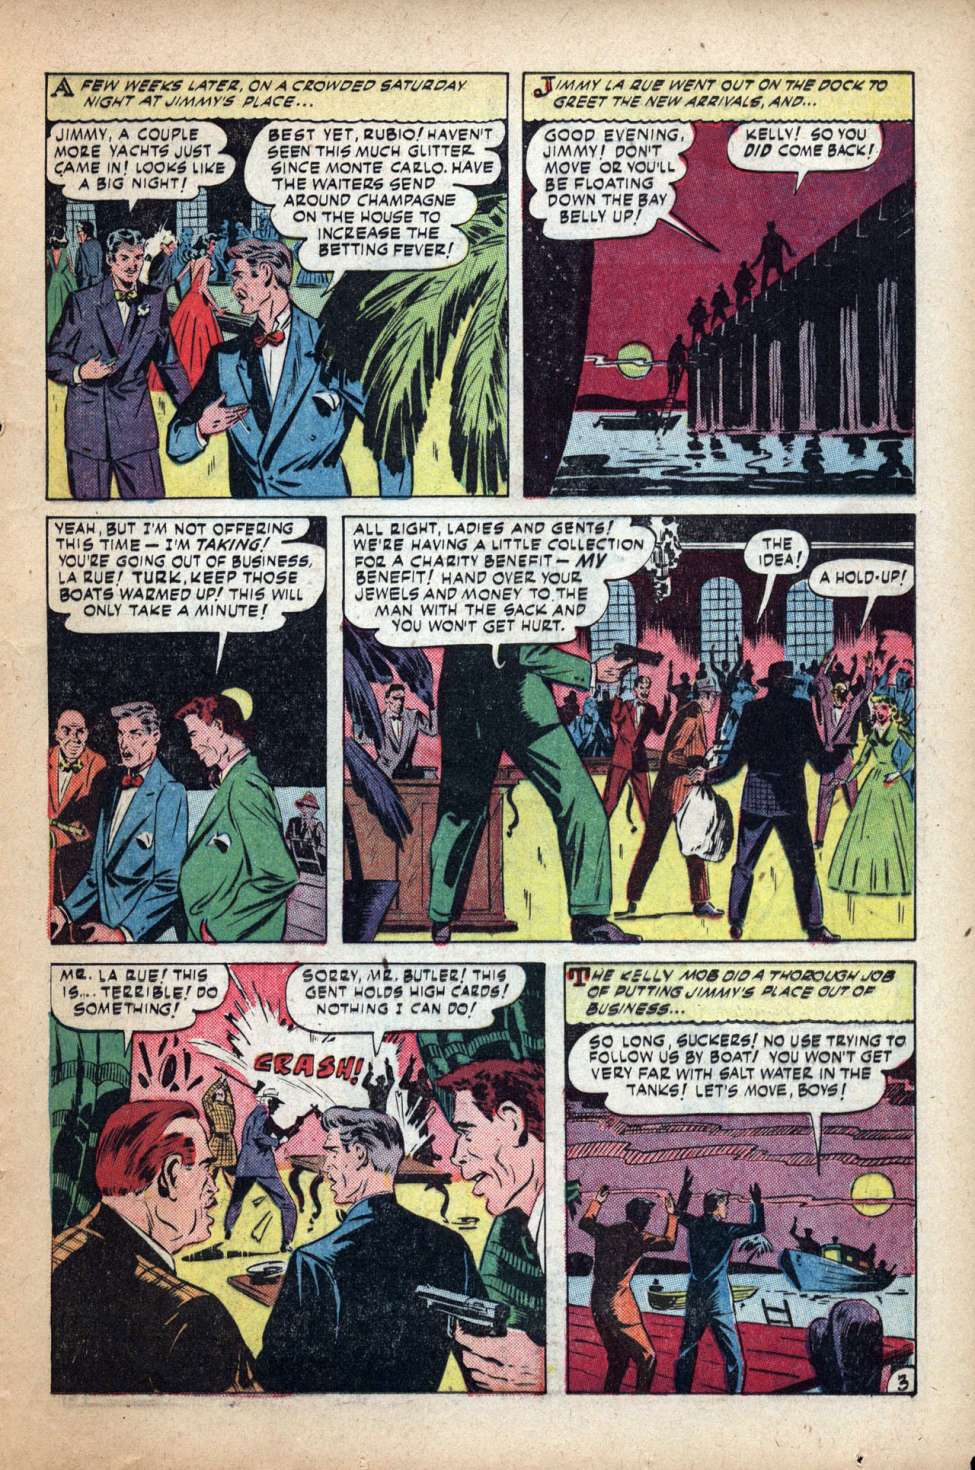 A FEW WEEKS LATER, ON A CROWDED SATURDAY
NIGHT AT JIMMY'S PLACE...
JIMMY, A COUPLE
MORE YACHTS JUST
CAME IN! LOOKS LIKE
A BIG NIGHT!
BEST YET, RUBIO! HAVEN'T
SEEN THIS MUCH GLITTER
SINCE MONTE CARLO. HAVE
THE WAITERS SEND
AROUND CHAMPAGNE
ON THE HOUSE TO
INCREASE THE
BETTING FEVER!
JIMMY LA RUE WENT OUT ON THE DOCK TO
GREET THE NEW ARRIVALS, AND...
GOOD EVENING,
JIMMY! DON'T
MOVE OR YOU'LL
BE FLOATING
DOWN THE BAY
BELLY UP!
KELLY! SO YOU
DID COME BACK!
YEAH, BUT I'M NOT OFFERING
THIS TIME — I'M TAKING!
YOU'RE GOING OUT OF BUSINESS,
LA RUE! TURK, KEEP THOSE
BOATS WARMED UP! THIS WILL
ONLY TAKE A MINUTE!
ALL RIGHT, LADIES AND GENTS!
WE'RE HAVING A LITTLE COLLECTION
FOR A CHARITY BENEFIT — MY
BENEFIT! HAND OVER YOUR
JEWELS AND MONEY TO THE
MAN WITH THE SACK AND
YOU WON'T GET HURT.
THE
IDEA!
A HOLD-UP!
MR. LA RUE! THIS
IS.... TERRIBLE! DO
SOMETHING!
SORRY, MR. BUTLER! THIS
GENT HOLDS HIGH CARDS!
NOTHING I CAN DO!
CRASH!
THE KELLY MOB DID A THOROUGH JOB
OF PUTTING JIMMY'S PLACE OUT OF
BUSINESS...
SO LONG, SUCKERS! NO USE TRYING TO
FOLLOW US BY BOAT! YOU WON'T GET
VERY FAR WITH SALT WATER IN THE
TANKS! LET'S MOVE, BOYS!
3